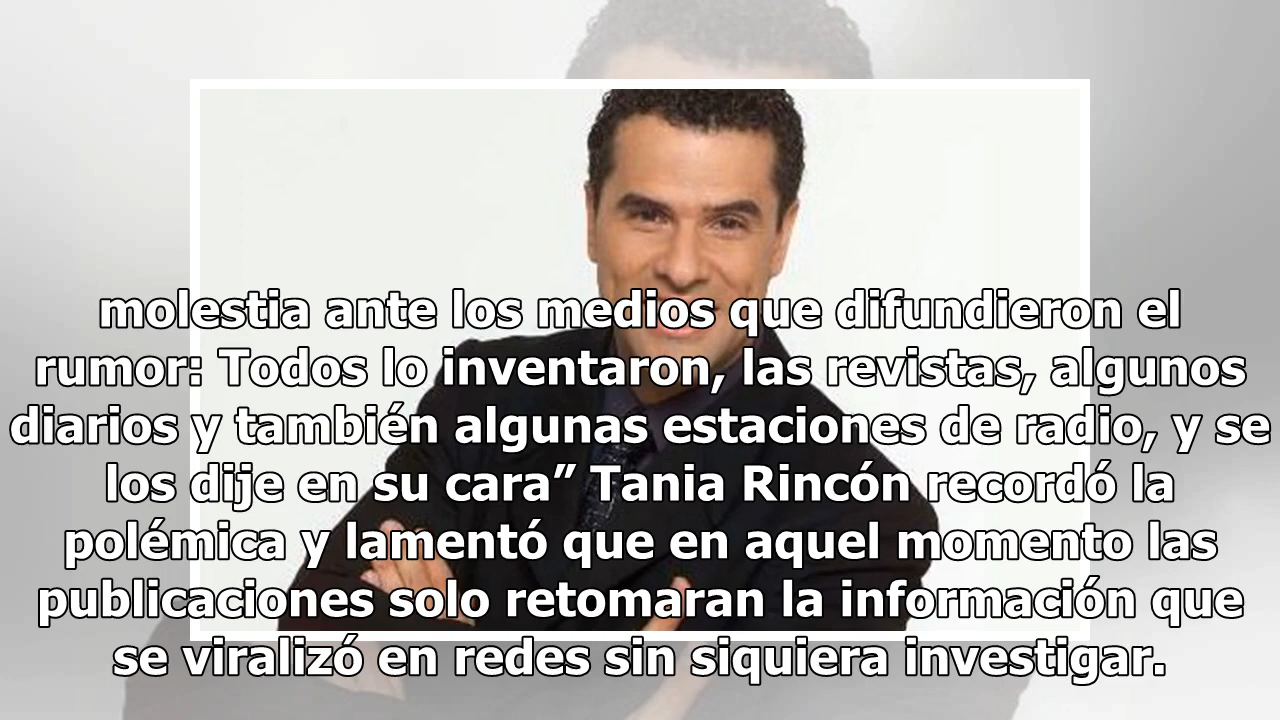 molestia ante los medios que difundieron el
rumor: Todos lo inventaron, las revistas, algunos
diarios y también algunas estaciones de radio, y se
los dije en su cara” Tania Rincón recordó la
polémica y lamentó que en aquel momento las
publicaciones solo retomaran la información que
se viralizó en redes sin siquiera investigar.